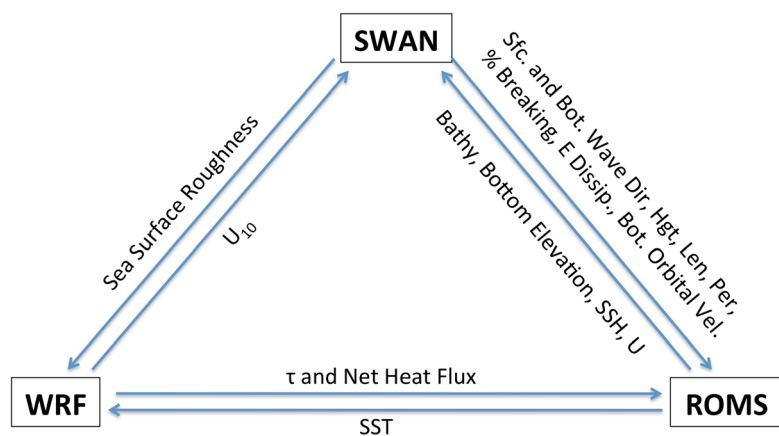 SWAN
Sfc. and Bot. Wave Dir, Hgt, Len, Per,
% Breaking, E Dissip., Bot. Orbital Vel.
Bathy, Bottom Elevation, SSH, U
Sea Surface Roughness
U₁₀
WRF
τ and Net Heat Flux
SST
ROMS